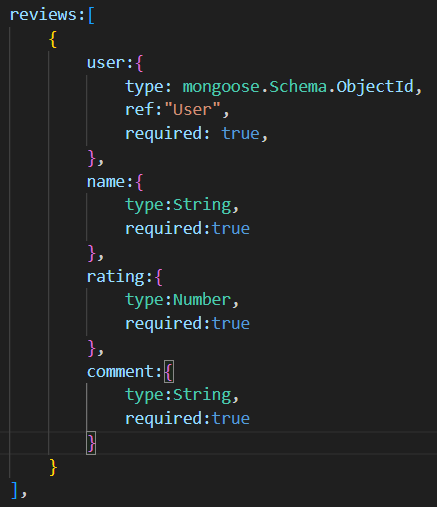 reviews:[
    {
        user:{
            type: mongoose.Schema.ObjectId,
            ref:"User",
            required: true,
        },
        name:{
            type:String,
            required:true
        },
        rating:{
            type:Number,
            required:true
        },
        comment:{
            type:String,
            required:true
        }
    }
],